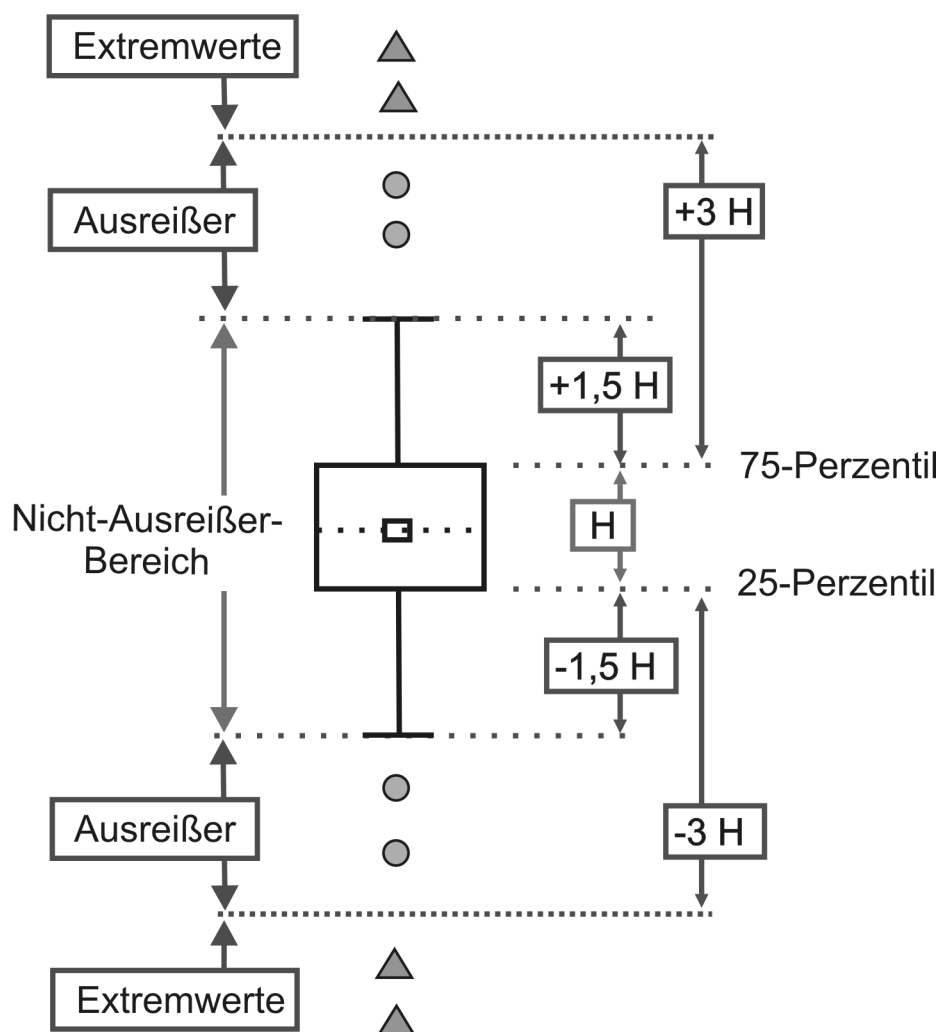 Extremwerte
Ausreißer
+3 H
+1,5 H
75-Perzentil
Nicht-Ausreißer-
Bereich
H
25-Perzentil
-1,5 H
Ausreißer
-3 H
Extremwerte